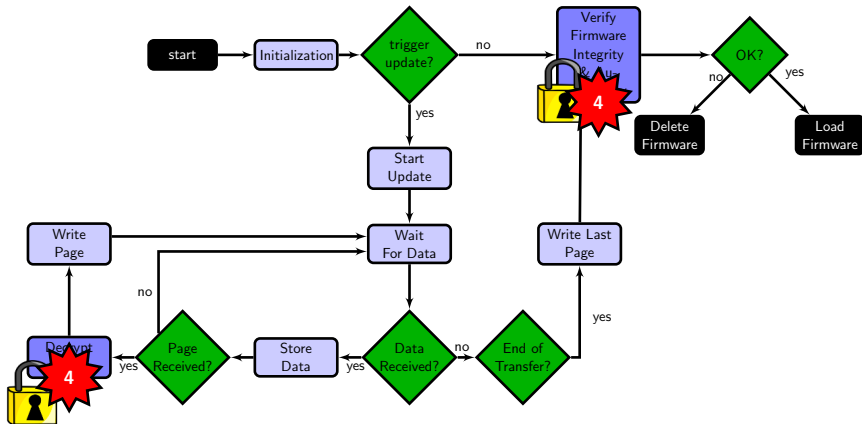 start
Initialization
trigger
update?
no
yes
Verify
Firmware
Integrity
&
4
OK?
no
yes
Delete
Firmware
Load
Firmware
Start
Update
Write
Page
Wait
For Data
Write Last
Page
no
yes
Decrypt
4
yes
Page
Received?
Store
Data
yes
Data
Received?
no
End of
Transfer?